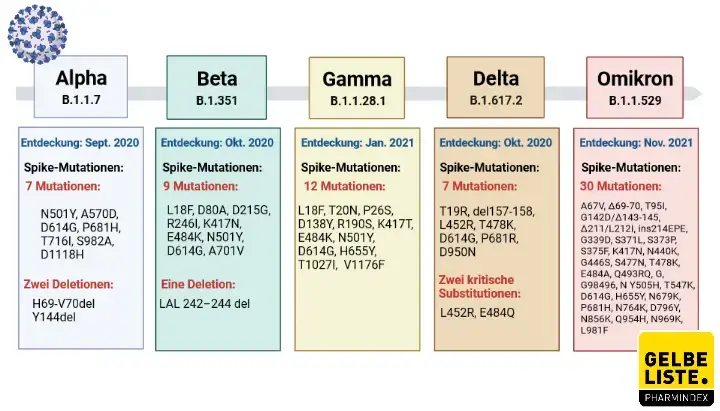 Alpha
B.1.1.7
Beta
B.1.351
Gamma
B.1.1.28.1
Delta
B.1.617.2
Omikron
B.1.1.529
Entdeckung: Sept. 2020
Spike-Mutationen:
7 Mutationen:
N501Y, A570D,
D614G, P681H,
T716I, S982A,
D1118H
Zwei Deletionen:
H69-V70del
Y144del
Entdeckung: Okt. 2020
Spike-Mutationen:
9 Mutationen:
L18F, D80A, D215G,
R246I, K417N,
E484K, N501Y,
D614G, A701V
Eine Deletion:
LAL 242–244 del
Entdeckung: Jan. 2021
Spike-Mutationen:
12 Mutationen:
L18F, T20N, P26S,
D138Y, R190S, K417T,
E484K, N501Y,
D614G, H655Y,
T1027I, V1176F
Entdeckung: Okt. 2020
Spike-Mutationen:
7 Mutationen:
T19R, del157-158,
L452R, T478K,
D614G, P681R,
D950N
Zwei kritische
Substitutionen:
L452R, E484Q
Entdeckung: Nov. 2021
Spike-Mutationen:
30 Mutationen:
A67V, Δ69-70, T95I,
G142D/Δ143-145,
Δ211/L212I, ins214EPE,
G339D, S371L, S373P,
S375F, K417N, N440K,
G446S, S477N, T478K,
E484A, Q493RQ, G,
G98496, N Y505H, T547K,
D614G, H655Y, N679K,
P681H, N764K, D796Y,
N856K, Q954H, N969K,
L981F
GELBE
LISTE.
PHARMINDEX